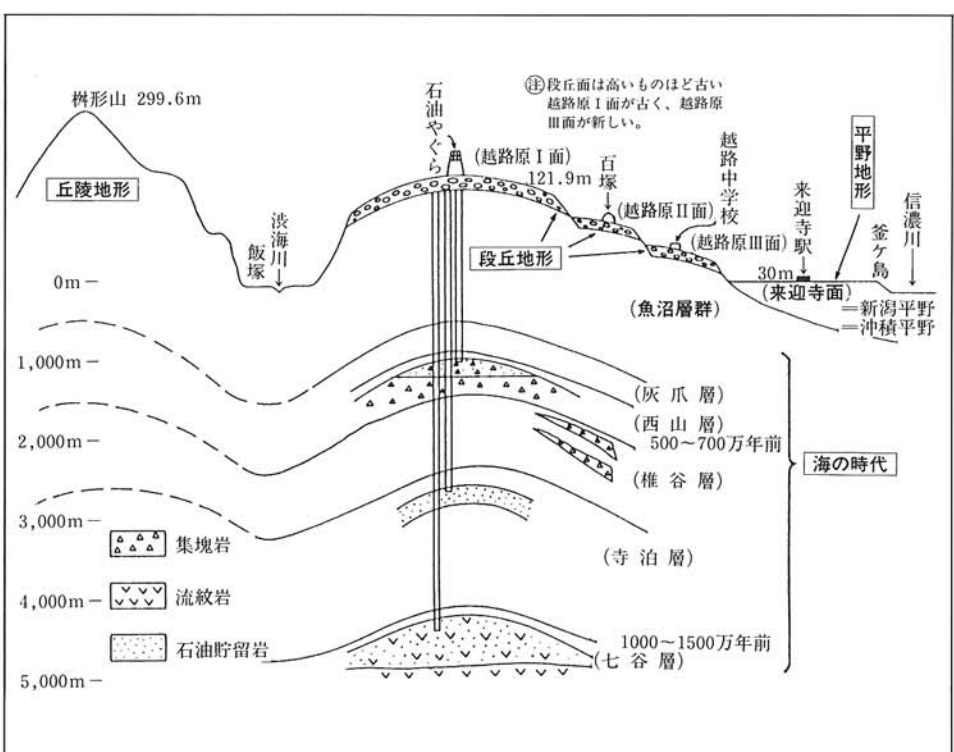 桝形山 299.6m
丘陵地形
飯塚
渋海川
石油やぐら
(越路原Ⅰ面)
121.9m
㊟段丘面は高いものほど古い
越路原Ⅰ面が古く、越路原
Ⅲ面が新しい。
百塚
(越路原Ⅱ面)
越路中学校
(越路原Ⅲ面)
段丘地形
来迎寺駅
平野地形
釜ケ島
信濃川
30m
(来迎寺面)
(魚沼層群)
=新潟平野
=沖積平野
0m
1,000m
2,000m
3,000m
4,000m
5,000m
(灰爪層)
(西山層)
500～700万年前
(椎谷層)
海の時代
(寺泊層)
1000～1500万年前
(七谷層)
集塊岩
流紋岩
石油貯留岩